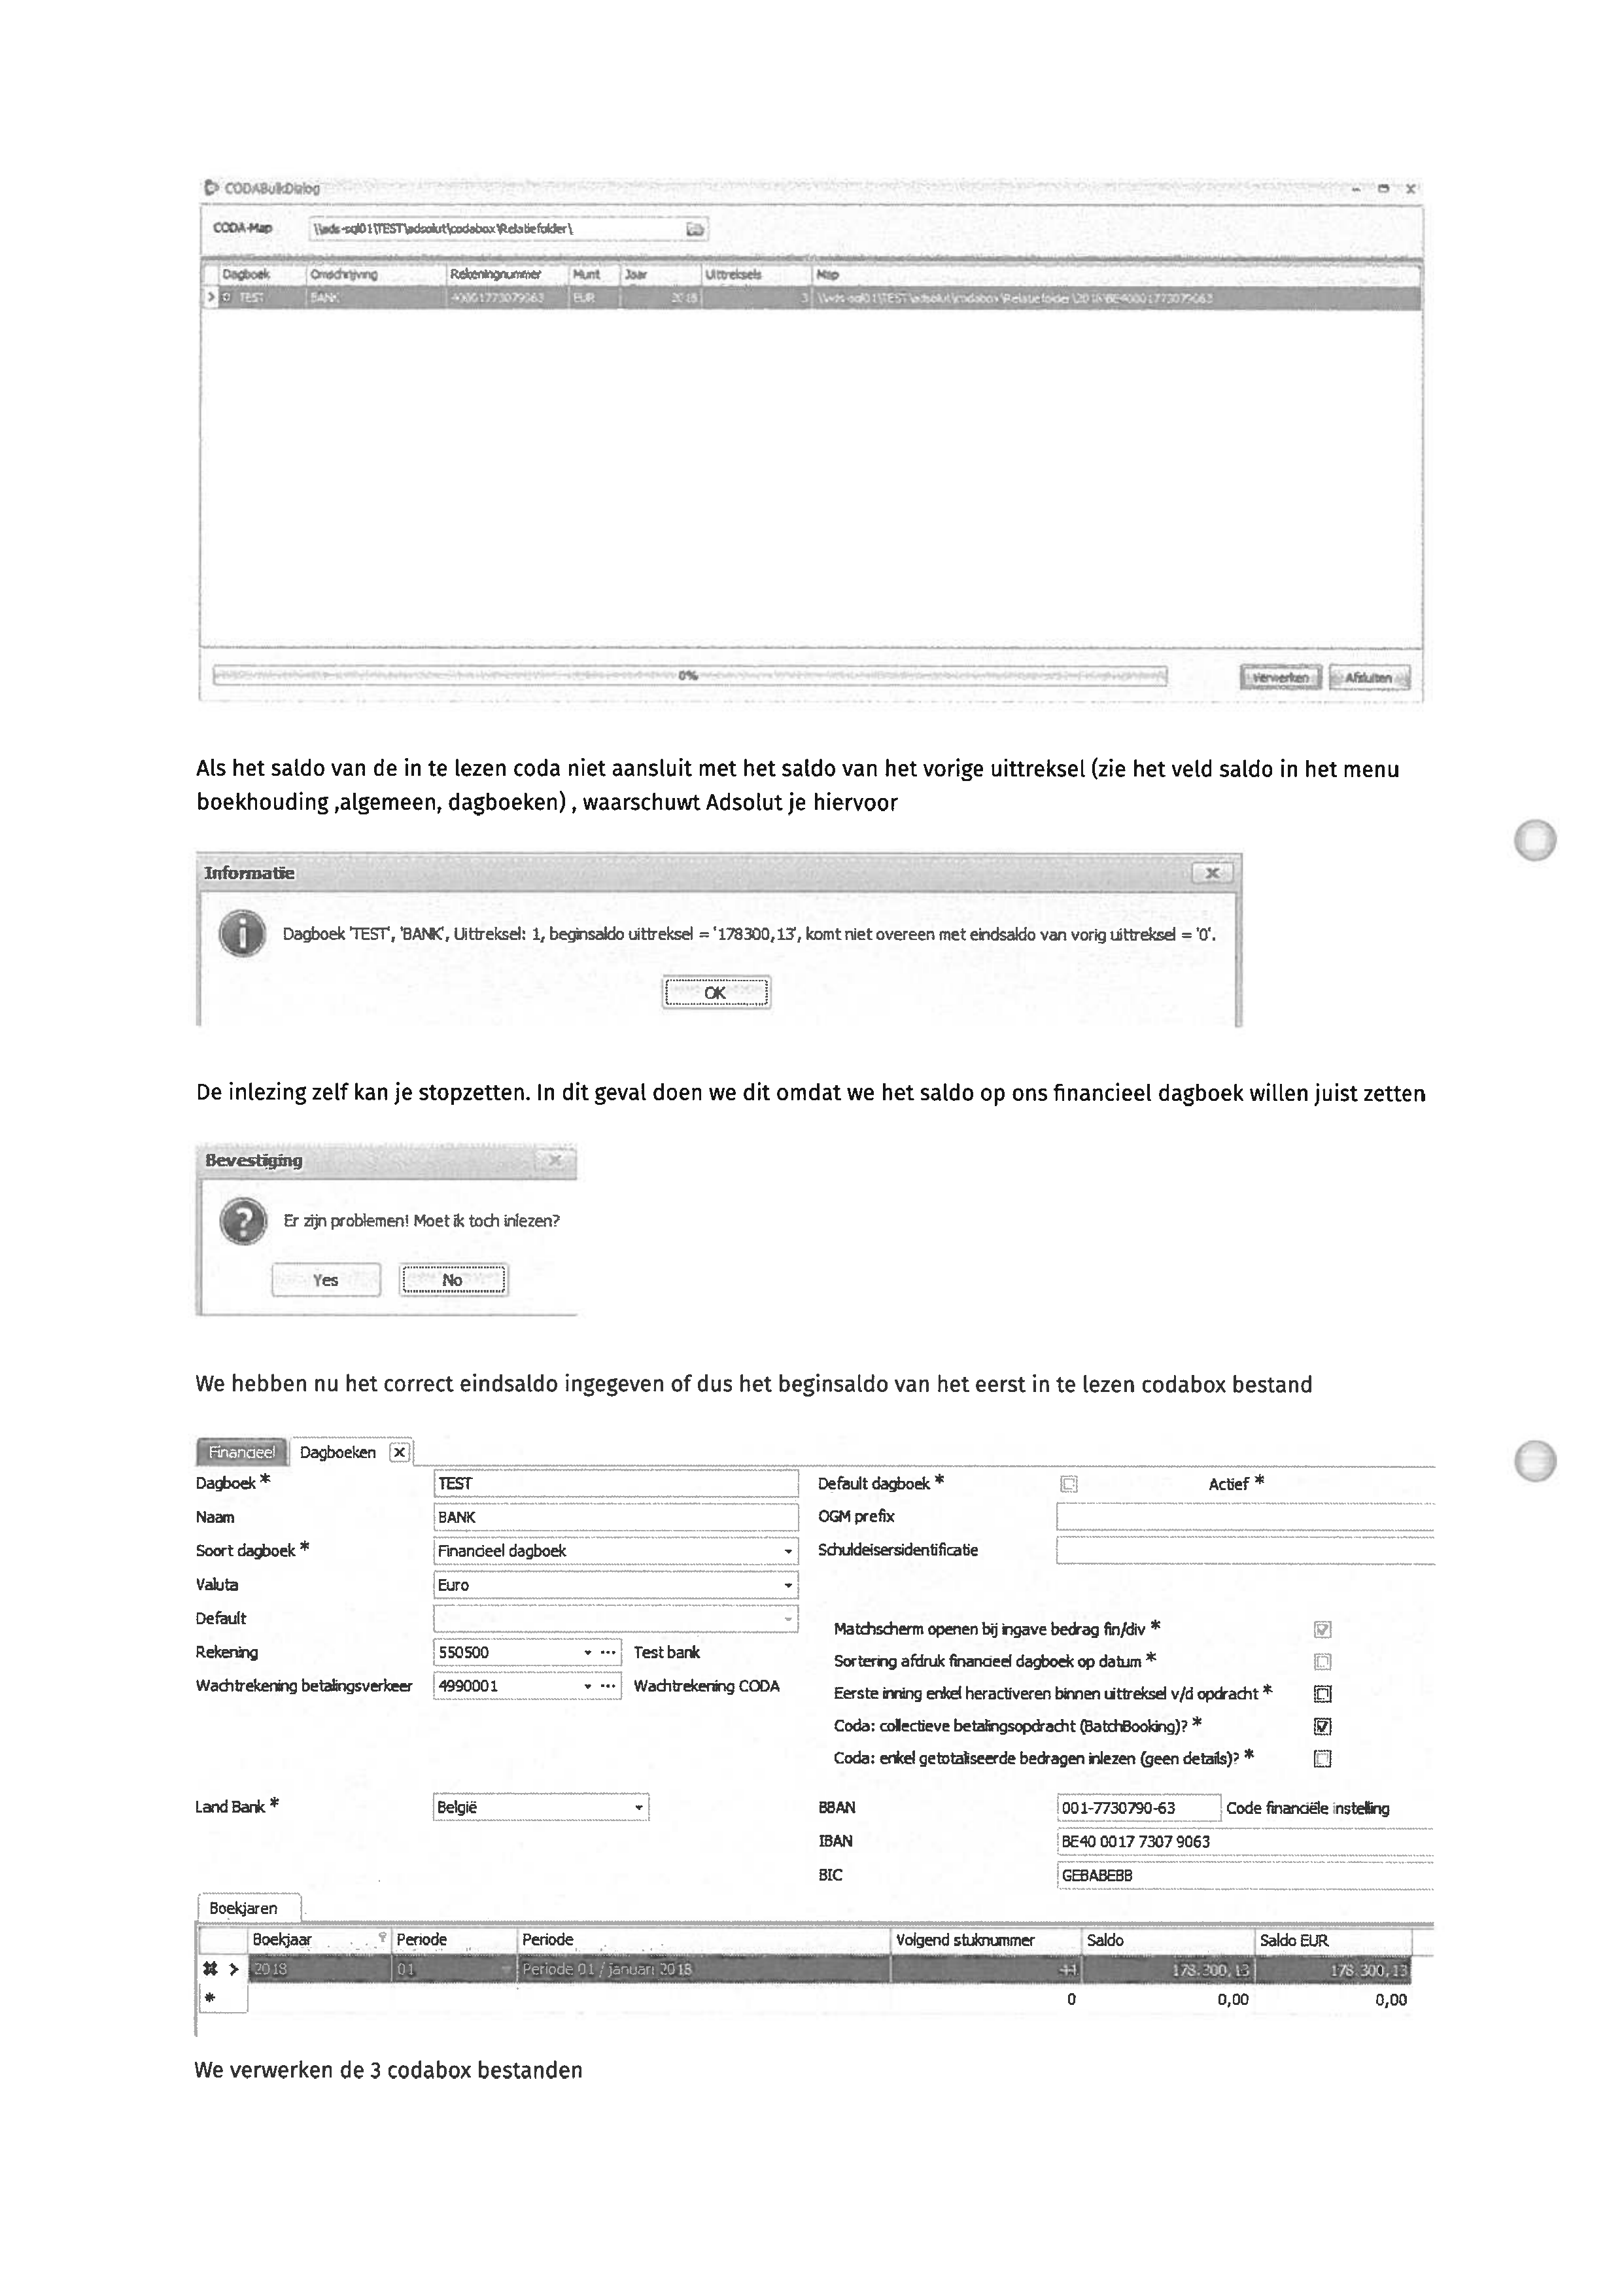 CODABulkDialog
CODA-Map \\wds-sql01\TEST\adsolut\codabox\Relatiefolder\
Dagboek Omschrijving Rekeningnummer Munt Jaar Uittreksels Map
TEST BANK EUR 2018 3
0% Verwerken Afsluiten
Als het saldo van de in te lezen coda niet aansluit met het saldo van het vorige uittreksel (zie het veld saldo in het menu
boekhouding ,algemeen, dagboeken) , waarschuwt Adsolut je hiervoor
Informatie
Dagboek 'TEST', 'BANK', Uittreksel: 1, beginsaldo uittreksel = '178300,13', komt niet overeen met eindsaldo van vorig uittreksel = '0'.
OK
De inlezing zelf kan je stopzetten. In dit geval doen we dit omdat we het saldo op ons financieel dagboek willen juist zetten
Bevestiging
Er zijn problemen! Moet ik toch inlezen?
Yes No
We hebben nu het correct eindsaldo ingegeven of dus het beginsaldo van het eerst in te lezen codabox bestand
Financieel Dagboeken
Dagboek * TEST Default dagboek * Actief *
Naam BANK OGM prefix
Soort dagboek * Financieel dagboek Schuldeisersidentificatie
Valuta Euro
Default
Matchscherm openen bij ingave bedrag fin/div *
Rekening 550500 Test bank
Sortering afdruk financieel dagboek op datum *
Wachtrekening betalingsverkeer 4990001 Wachtrekening CODA
Eerste inning enkel heractiveren binnen uittreksel v/d opdracht *
Coda: collectieve betalingsopdracht (BatchBooking)? *
Coda: enkel getotaliseerde bedragen inlezen (geen details)? *
Land Bank * België BBAN 001-7730790-63 Code financiële instelling
IBAN BE40 0017 7307 9063
BIC GEBABEBB
Boekjaren
Boekjaar Periode Periode Volgend stuknummer Saldo Saldo EUR
2018 01 Periode 01 / januari 2018 178.300,13 178.300,13
* 0 0,00 0,00
We verwerken de 3 codabox bestanden